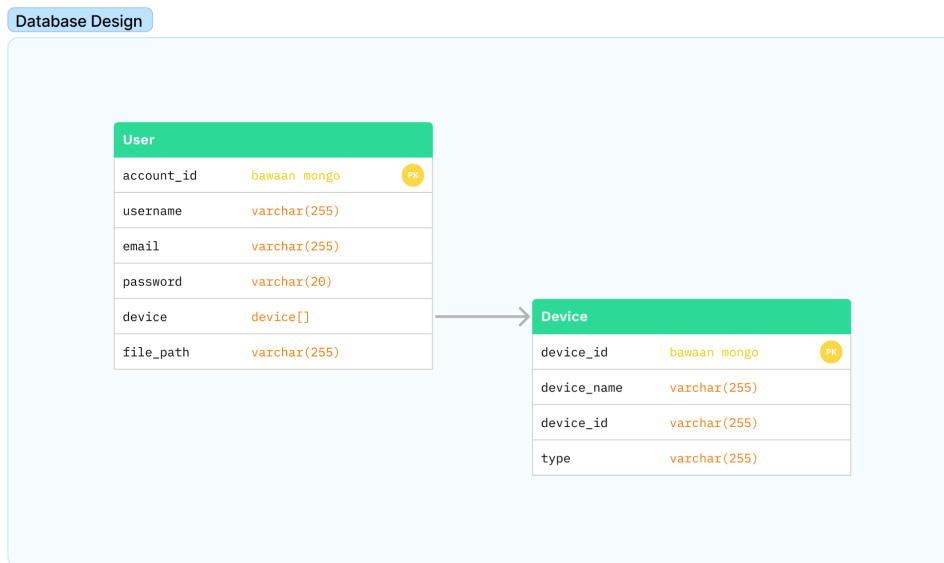 Database Design
User
account_id bawaan mongo PK
username varchar(255)
email varchar(255)
password varchar(20)
device device[]
file_path varchar(255)
Device
device_id bawaan mongo PK
device_name varchar(255)
device_id varchar(255)
type varchar(255)